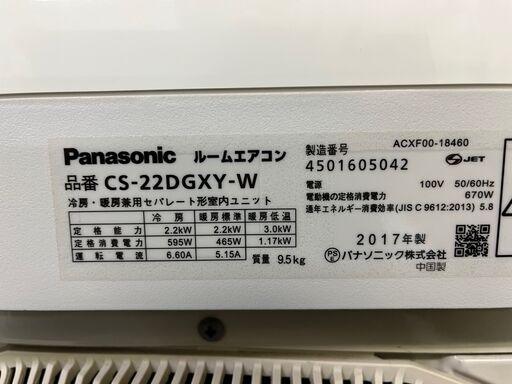 Panasonic ルームエアコン
品番 CS-22DGXY-W
冷房・暖房兼用セパレート形室内ユニット
冷房 暖房標準 暖房低温
定格能力 2.2kW 2.2kW 3.0kW
定格消費電力 595W 465W 1.17kW
運転電流 6.60A 5.15A 質量 9.5kg
ACXF00-18460
製造番号
4501605042 JET
電源 100V 50/60Hz
電動機の定格消費電力 670W
通年エネルギー消費効率(JIS C 9612:2013) 5.8
2017年製
PS E パナソニック株式会社
中国製